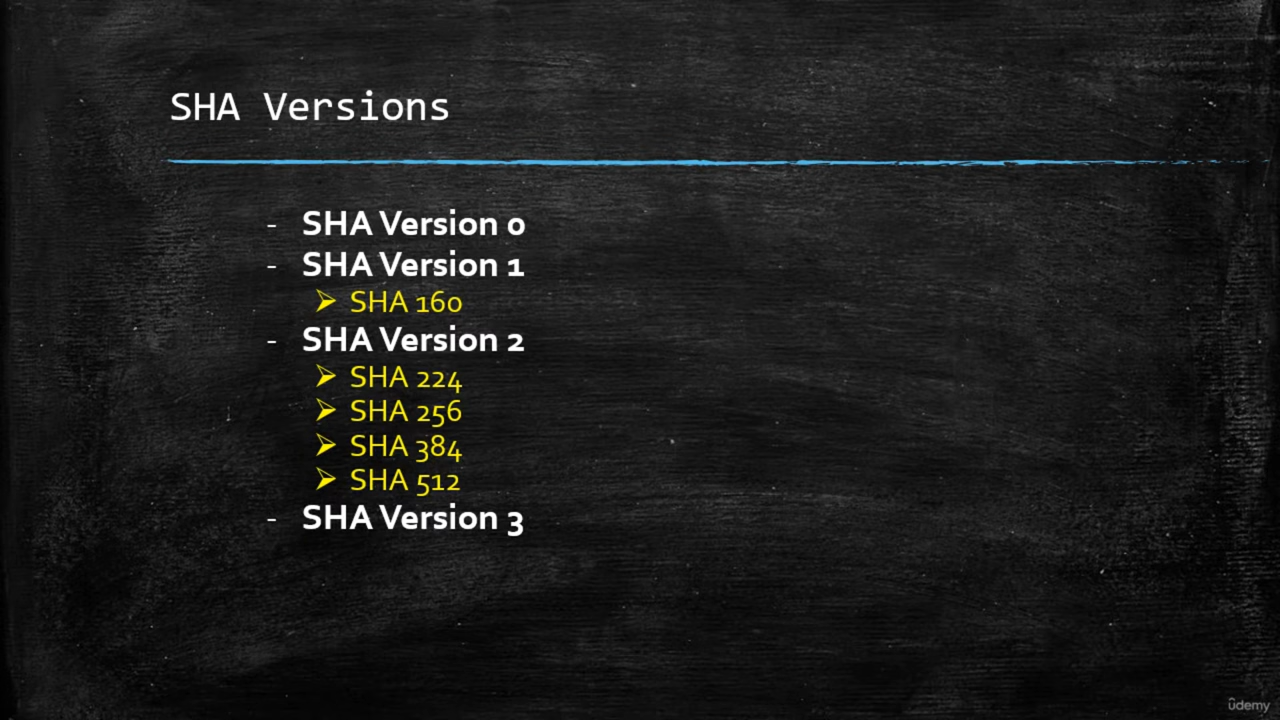 SHA Versions
- SHA Version 0
- SHA Version 1
➢ SHA 160
- SHA Version 2
➢ SHA 224
➢ SHA 256
➢ SHA 384
➢ SHA 512
- SHA Version 3
ûdemy